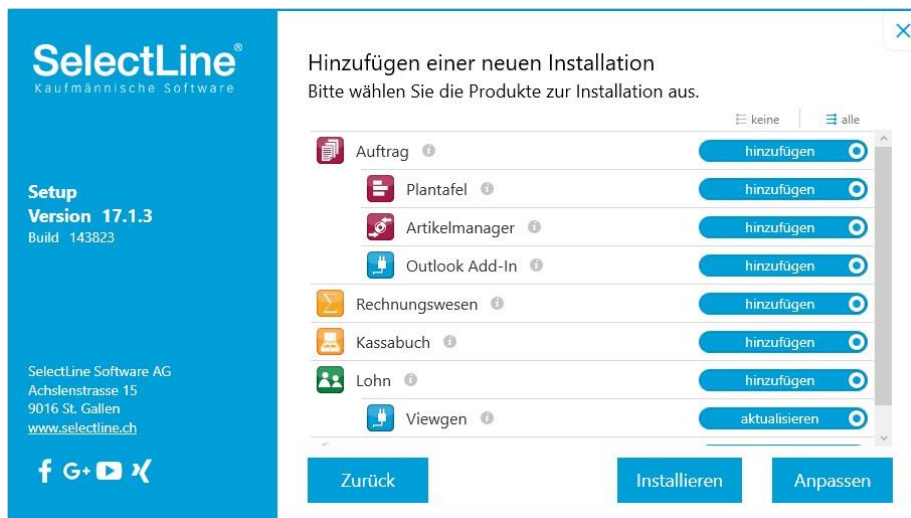 SelectLine®
Kaufmännische Software
Setup
Version 17.1.3
Build 143823
SelectLine Software AG
Achslenstrasse 15
9016 St. Gallen
www.selectline.ch
f G+
Hinzufügen einer neuen Installation
Bitte wählen Sie die Produkte zur Installation aus.
keine alle
Auftrag hinzufügen
Plantafel hinzufügen
Artikelmanager hinzufügen
Outlook Add-In hinzufügen
Rechnungswesen hinzufügen
Kassabuch hinzufügen
Lohn hinzufügen
Viewgen aktualisieren
Zurück Installieren Anpassen